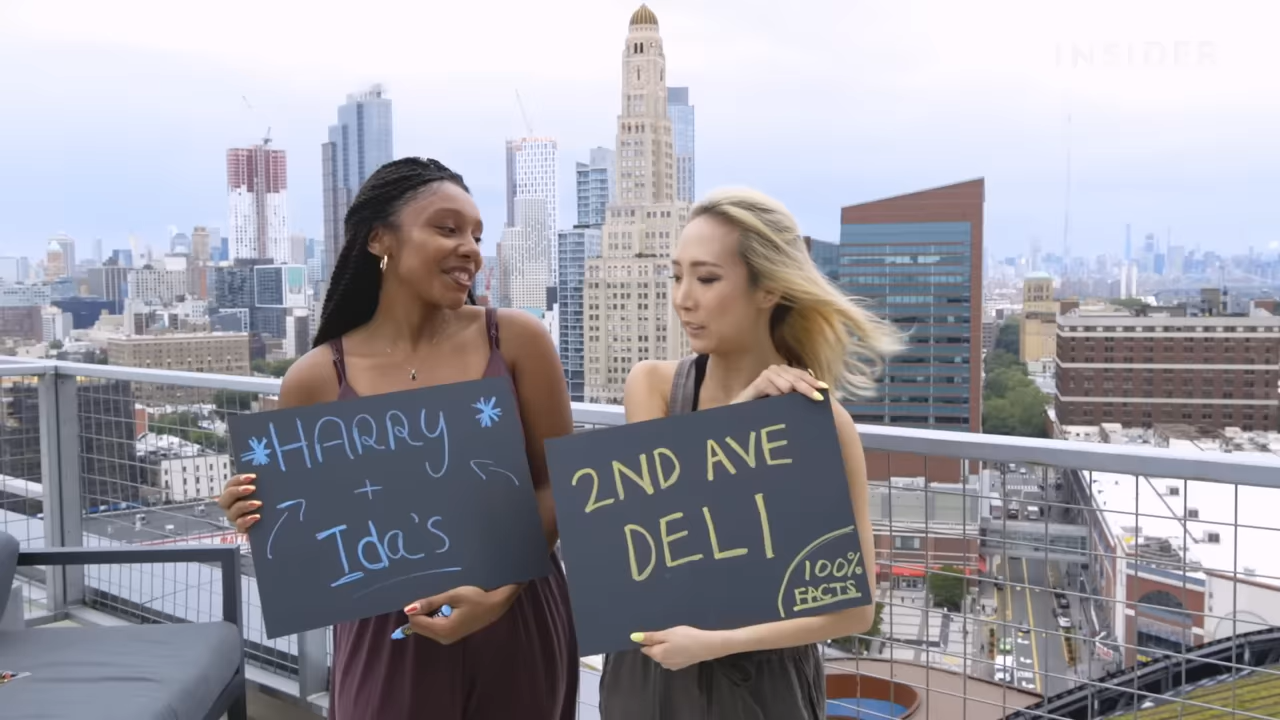 INSIDER
*HARRY*
+
Ida's
2ND AVE
DELI
100%
FACTS